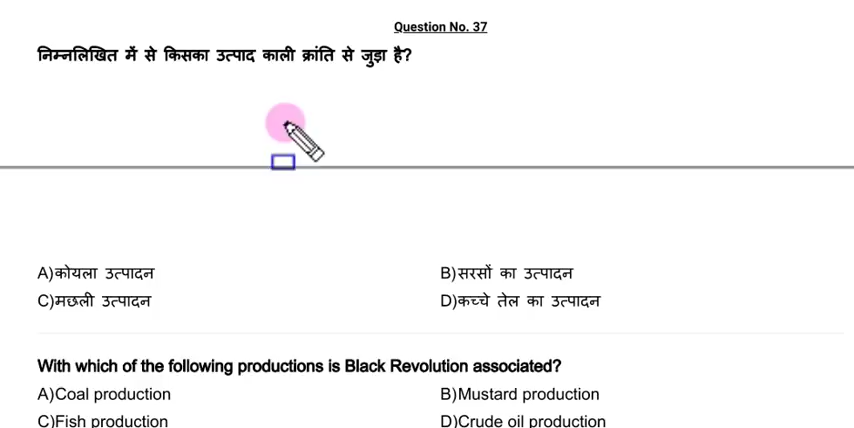 Question No. 37
निम्नलिखित में से किसका उत्पाद काली क्रांति से जुड़ा है?
A)कोयला उत्पादन B)सरसों का उत्पादन
C)मछली उत्पादन D)कच्चे तेल का उत्पादन
With which of the following productions is Black Revolution associated?
A)Coal production B)Mustard production
C)Fish production D)Crude oil production